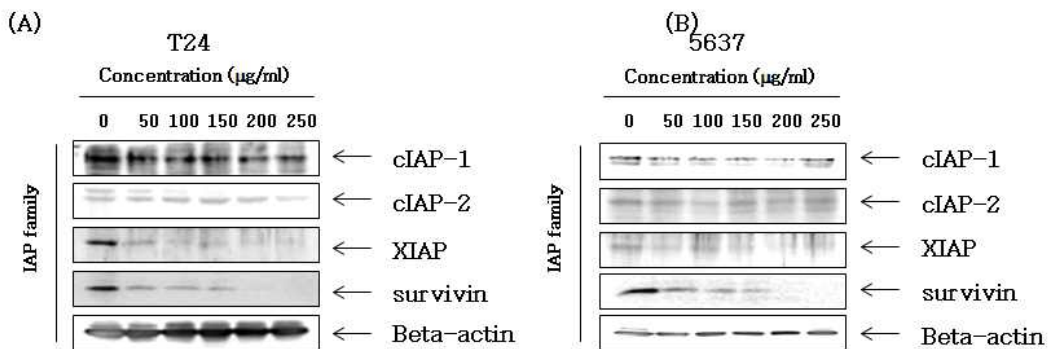 (A)
T24
Concentration (μg/ml)
0 50 100 150 200 250
IAP family
cIAP-1
cIAP-2
XIAP
survivin
Beta-actin
(B)
5637
Concentration (μg/ml)
0 50 100 150 200 250
IAP family
cIAP-1
cIAP-2
XIAP
survivin
Beta-actin